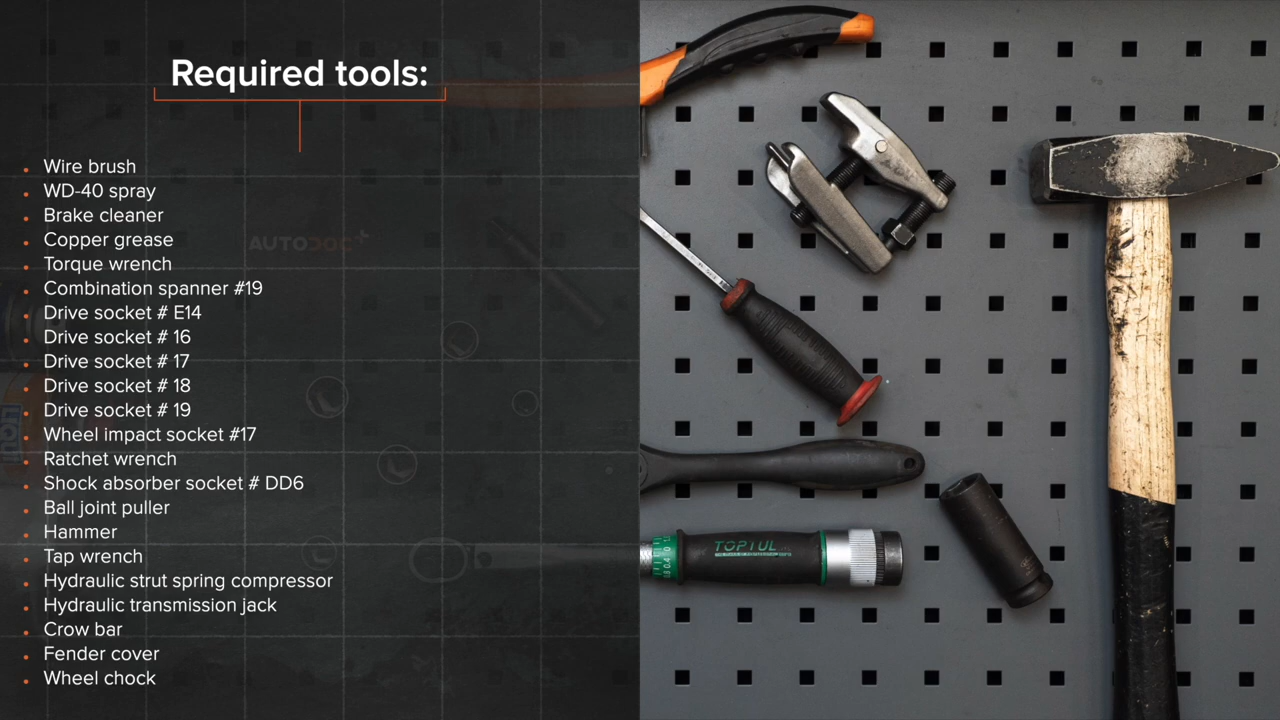 Required tools:
Wire brush
WD-40 spray
Brake cleaner
Copper grease
AUTODOC
Torque wrench
Combination spanner #19
Drive socket # E14
Drive socket # 16
Drive socket # 17
Drive socket # 18
Drive socket # 19
Wheel impact socket #17
Ratchet wrench
Shock absorber socket # DD6
Ball joint puller
Hammer
Tap wrench
Hydraulic strut spring compressor
Hydraulic transmission jack
Crow bar
Fender cover
Wheel chock
TOPTUL